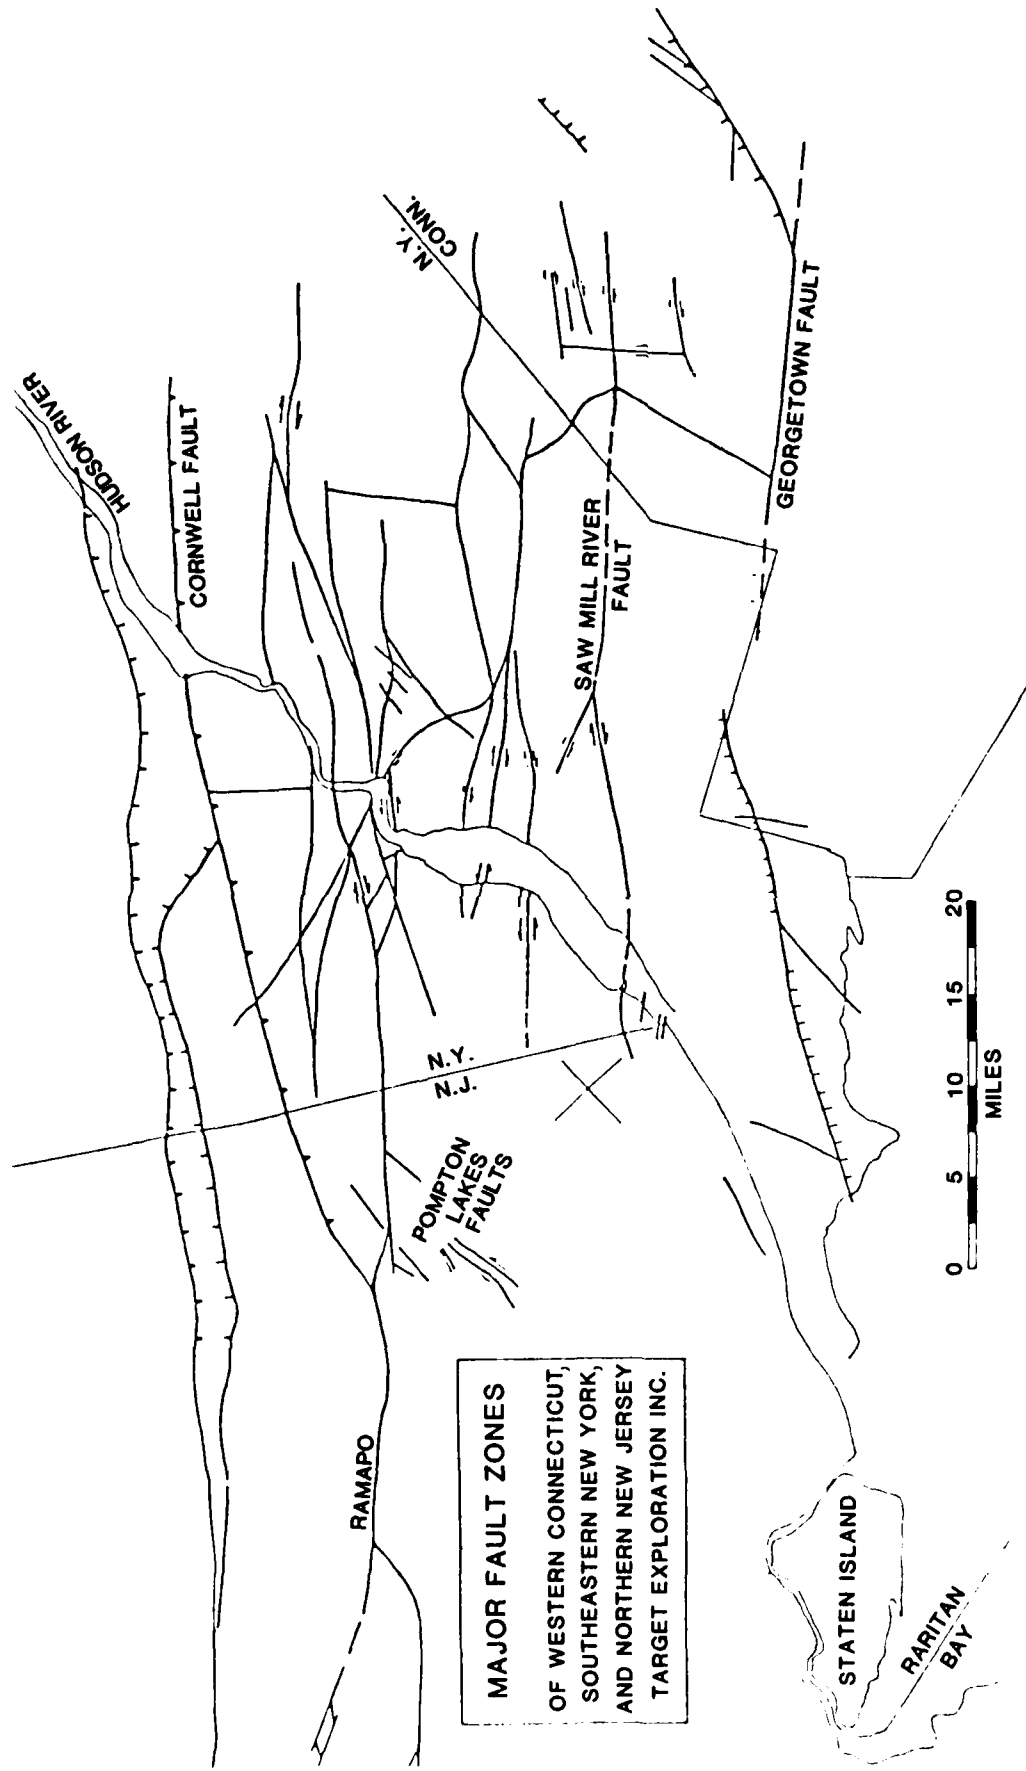 HUDSON RIVER
CORNWELL FAULT
N.Y.
CONN.
SAW MILL RIVER
FAULT
GEORGETOWN FAULT
N.Y.
N.J.
POMPTON
LAKES
FAULTS
RAMAPO
MAJOR FAULT ZONES
OF WESTERN CONNECTICUT,
SOUTHEASTERN NEW YORK,
AND NORTHERN NEW JERSEY
TARGET EXPLORATION INC.
STATEN ISLAND
RARITAN
BAY
0 5 10 15 20
MILES